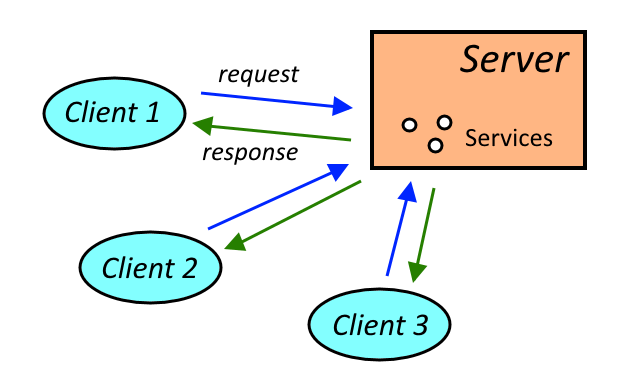 Server
request
Client 1
Services
response
Client 2
Client 3